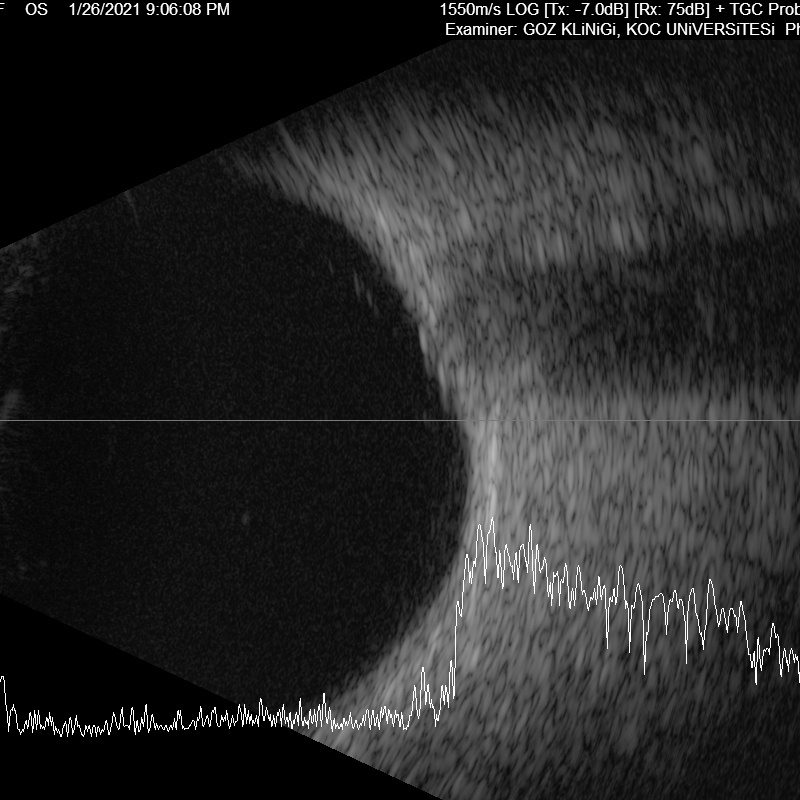 OS 1/26/2021 9:06:08 PM 1550m/s LOG [Tx: -7.0dB] [Rx: 75dB] + TGC
Examiner: GOZ KLiNiGi, KOC UNiVERSiTESi